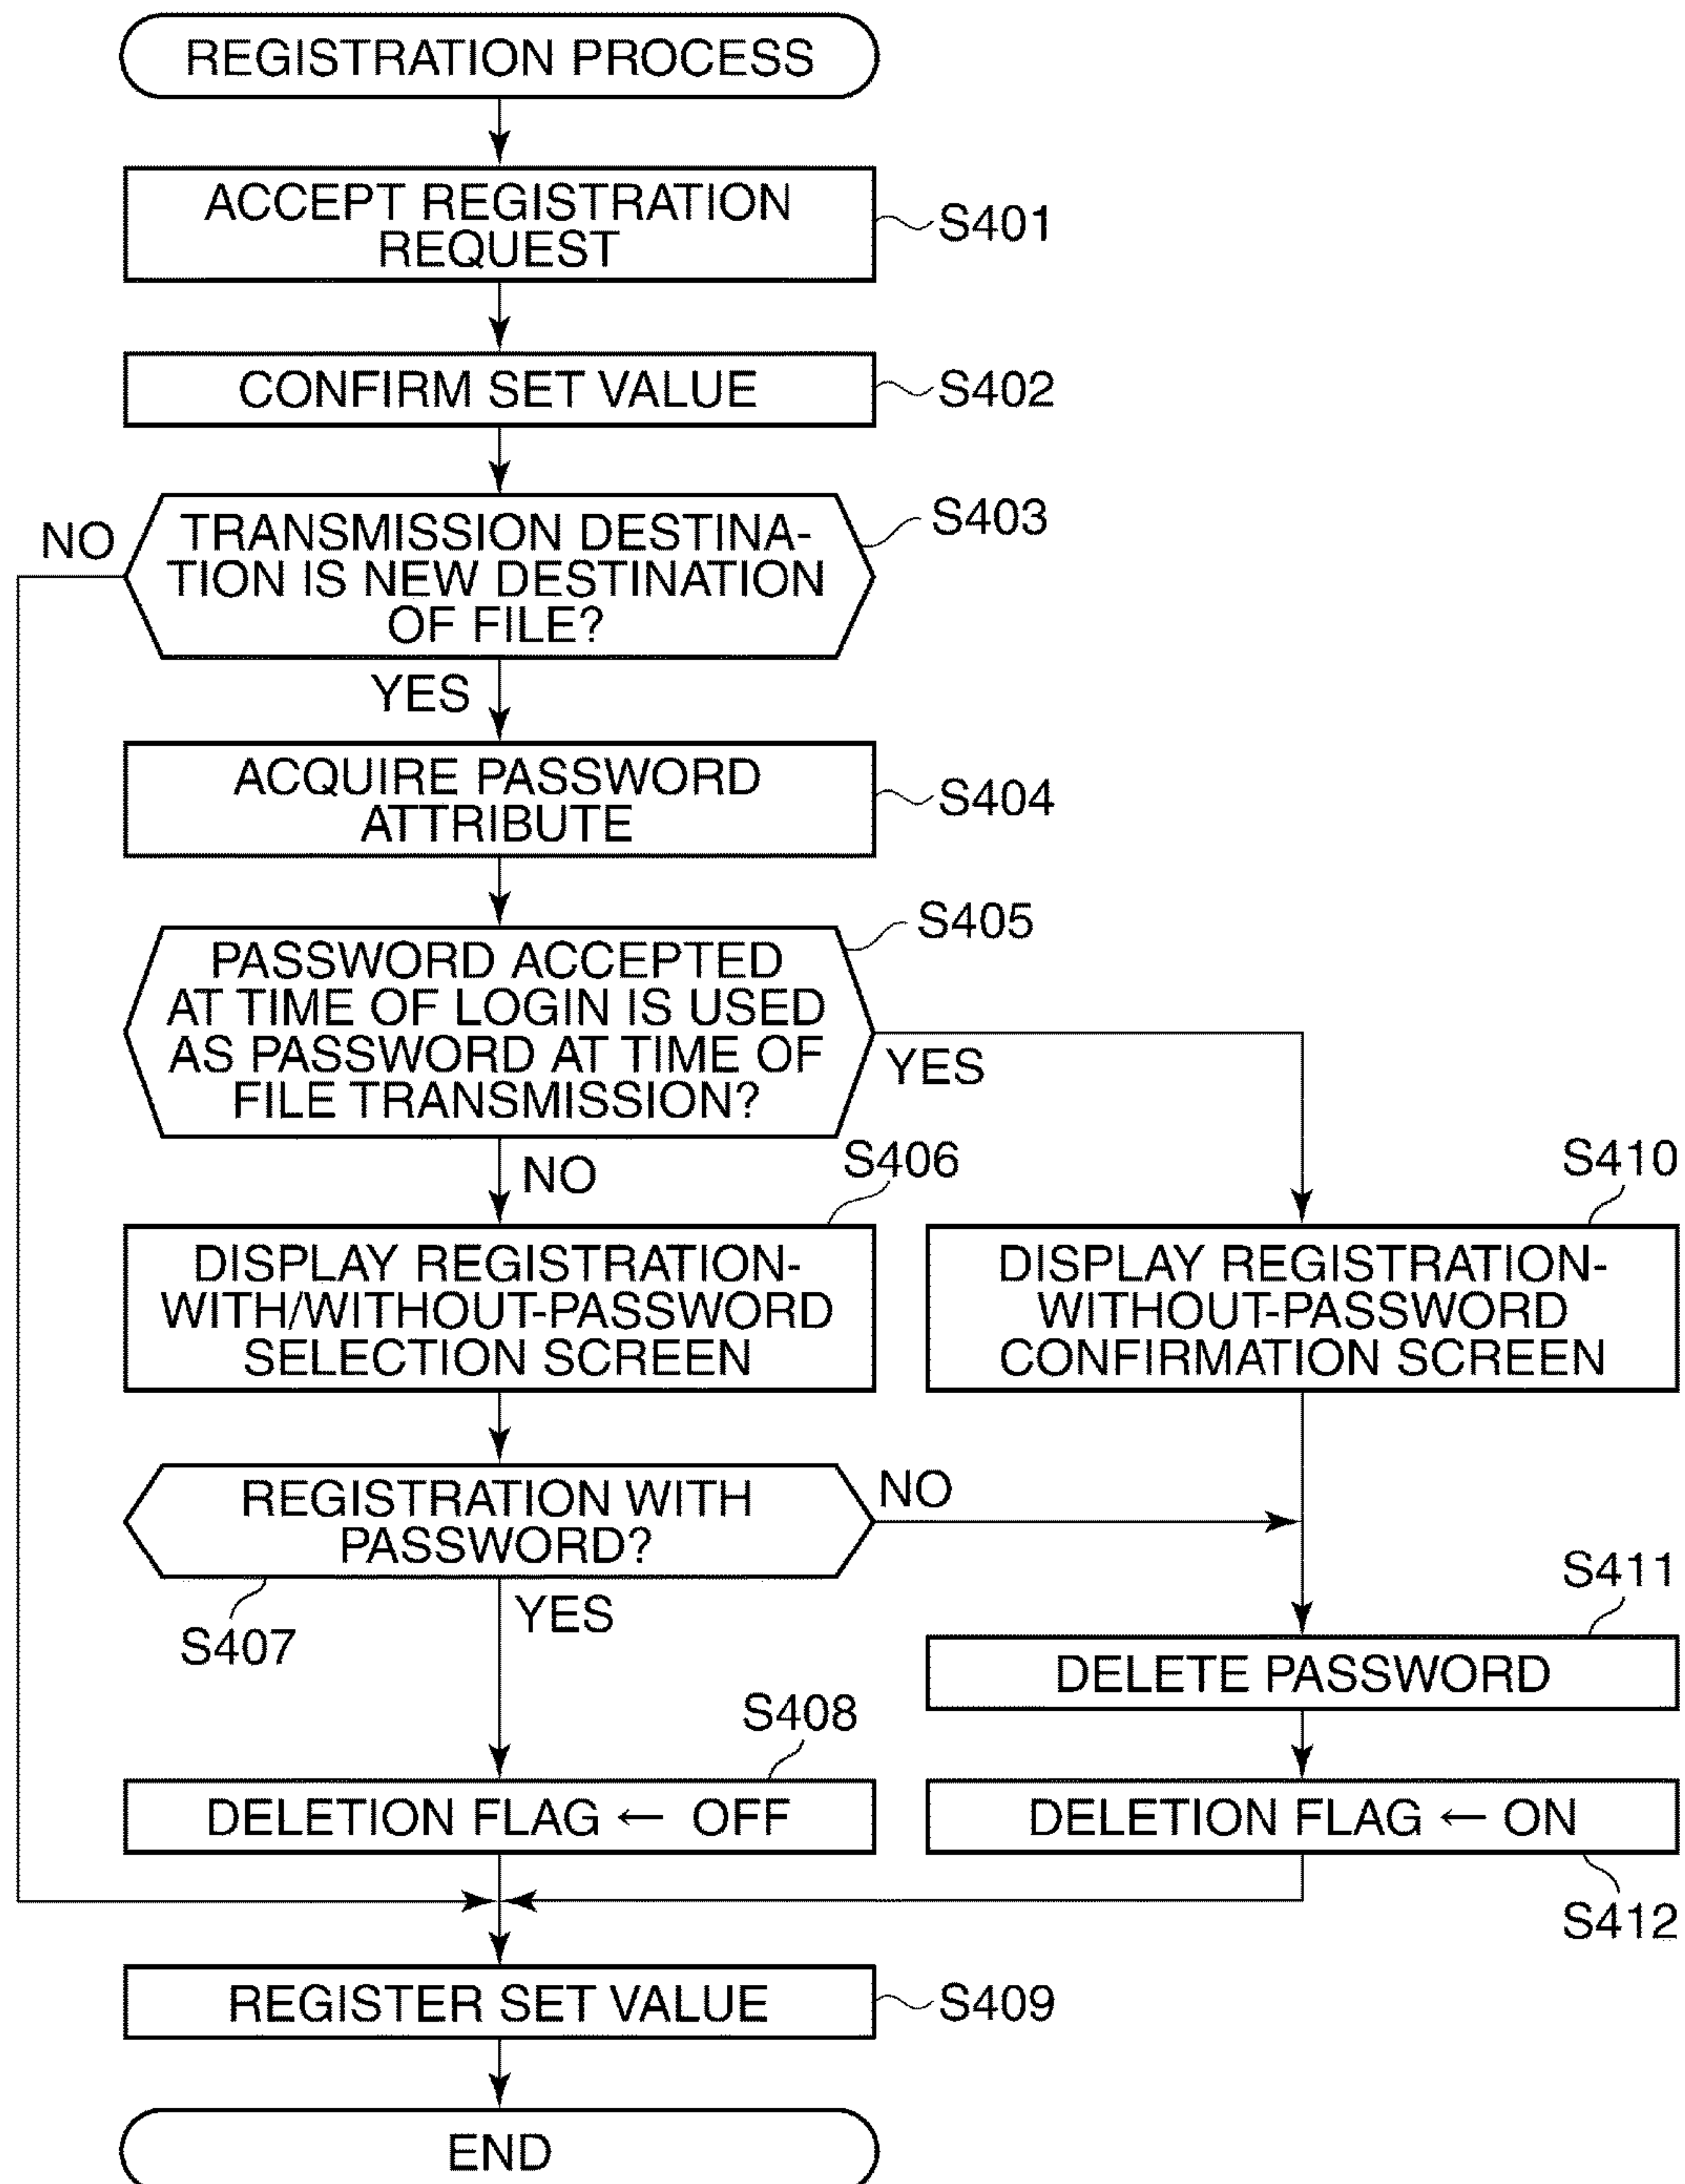 REGISTRATION PROCESS
ACCEPT REGISTRATION
REQUEST
S401
CONFIRM SET VALUE
S402
NO
TRANSMISSION DESTINA-
TION IS NEW DESTINATION
OF FILE?
S403
YES
ACQUIRE PASSWORD
ATTRIBUTE
S404
S405
PASSWORD ACCEPTED
AT TIME OF LOGIN IS USED
AS PASSWORD AT TIME OF
FILE TRANSMISSION?
YES
NO
S406
S410
DISPLAY REGISTRATION-
WITH/WITHOUT-PASSWORD
SELECTION SCREEN
DISPLAY REGISTRATION-
WITHOUT-PASSWORD
CONFIRMATION SCREEN
REGISTRATION WITH
PASSWORD?
NO
S407
YES
S411
DELETE PASSWORD
S408
DELETION FLAG ← OFF
DELETION FLAG ← ON
S412
REGISTER SET VALUE
S409
END